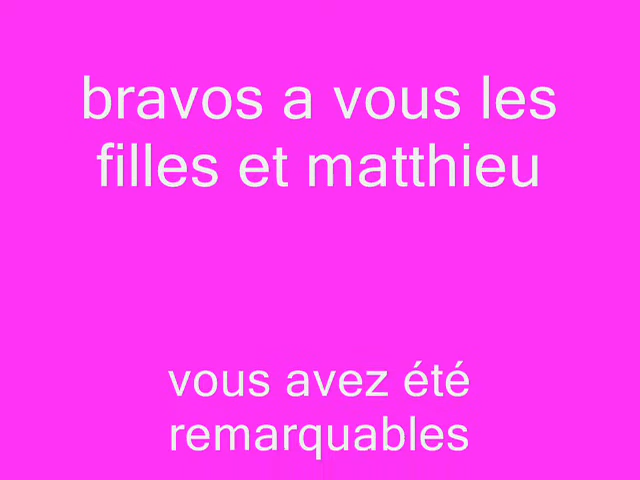 bravos a vous les
filles et matthieu
vous avez été
remarquables